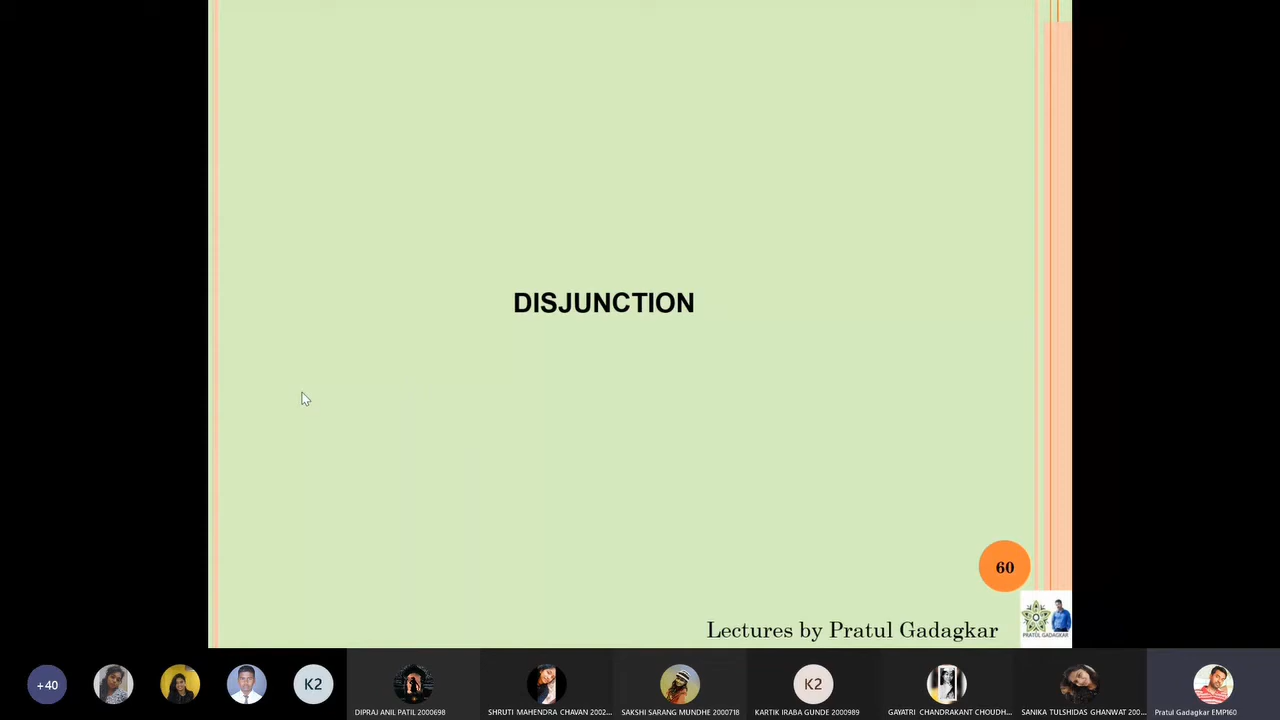 DISJUNCTION
60
Lectures by Pratul Gadagkar
PRATUL GADAGKAR
+40
K2
DIPRAJ ANIL PATIL 2000698
SHRUTI MAHENDRA CHAVAN 2002...
SAKSHI SARANG MUNDHE 2000718
K2
KARTIK IRABA GUNDE 2000989
GAYATRI CHANDRAKANT CHOUDH...
SANIKA TULSHIDAS GHANWAT 200...
Pratul Gadagkar EMP160